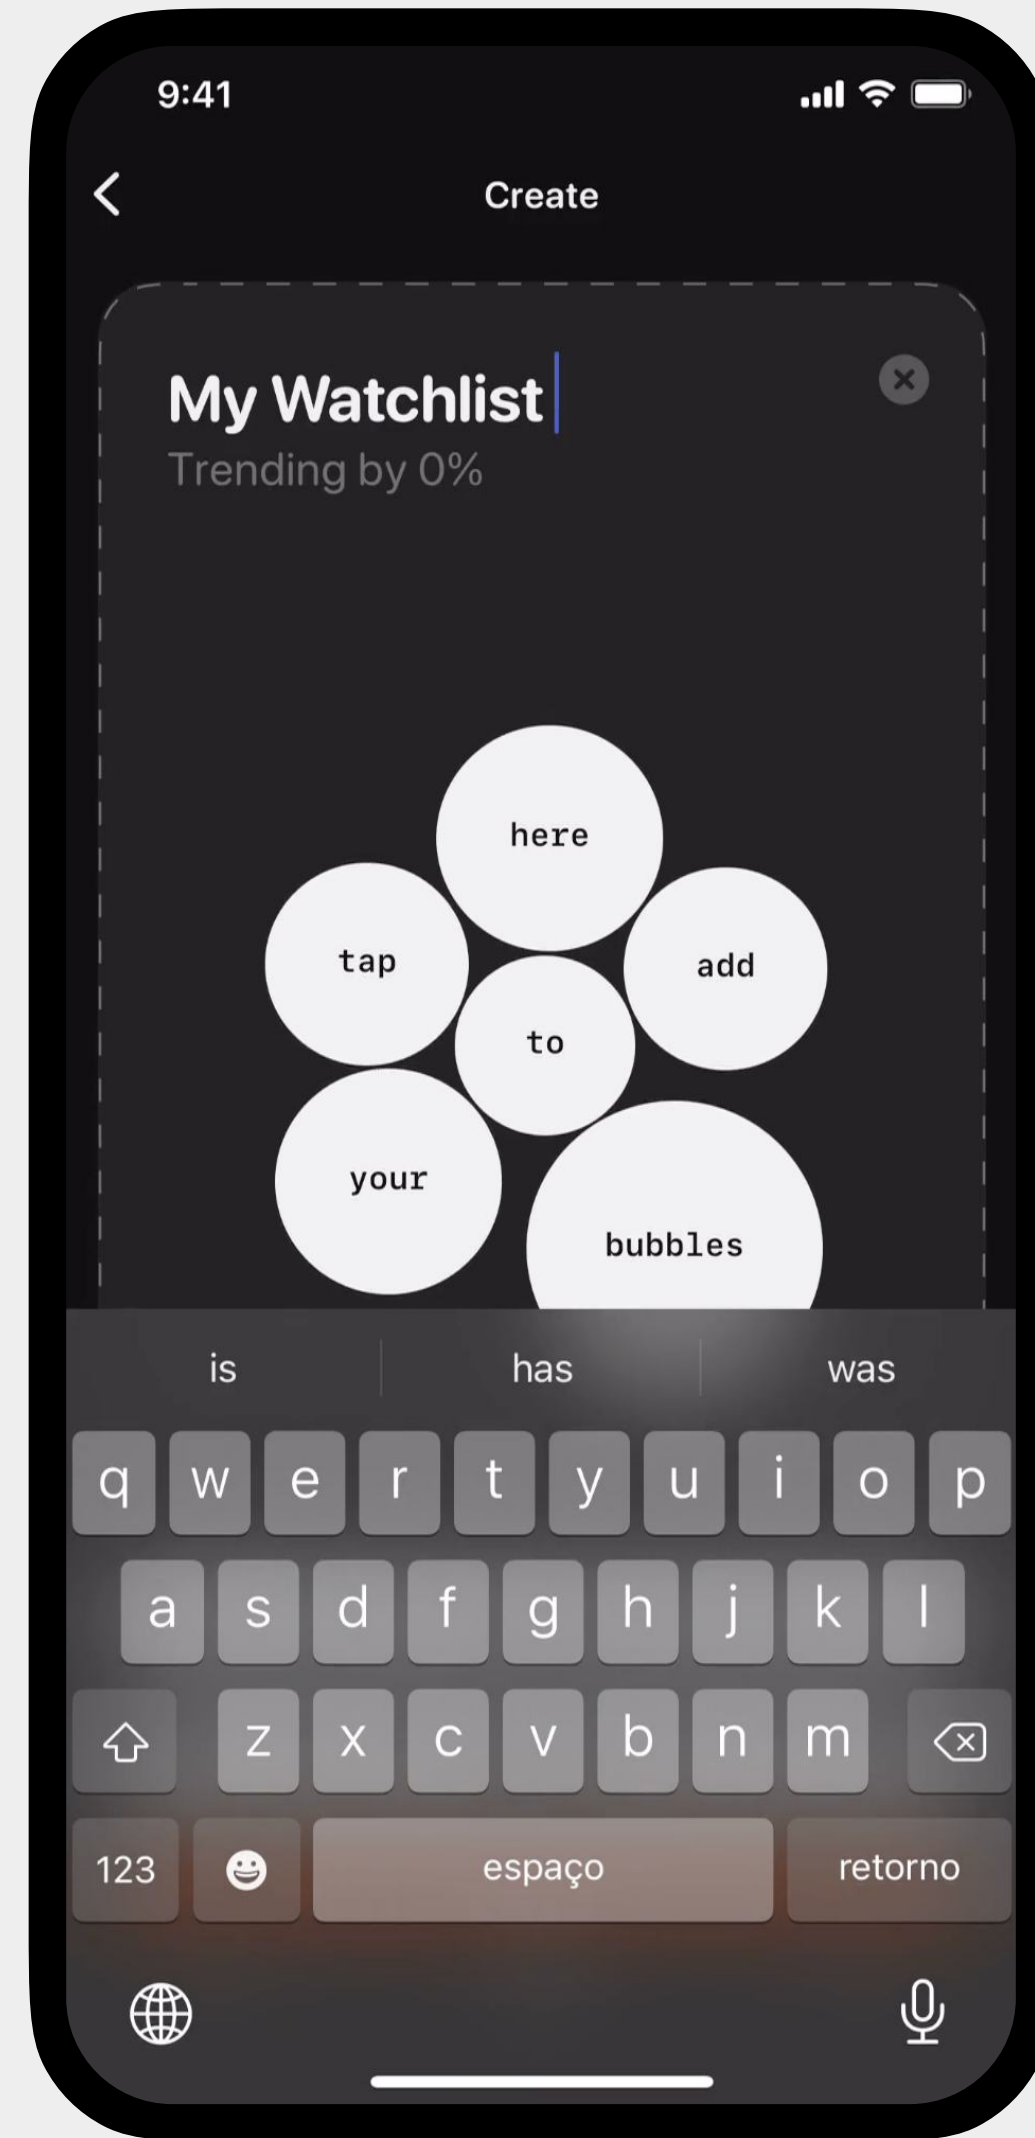 9:41
Create
My Watchlist
Trending by 0%
here
tap
add
to
your
bubbles
is has was
q w e r t y u i o p
a s d f g h j k l
z x c v b n m
123 espaço retorno